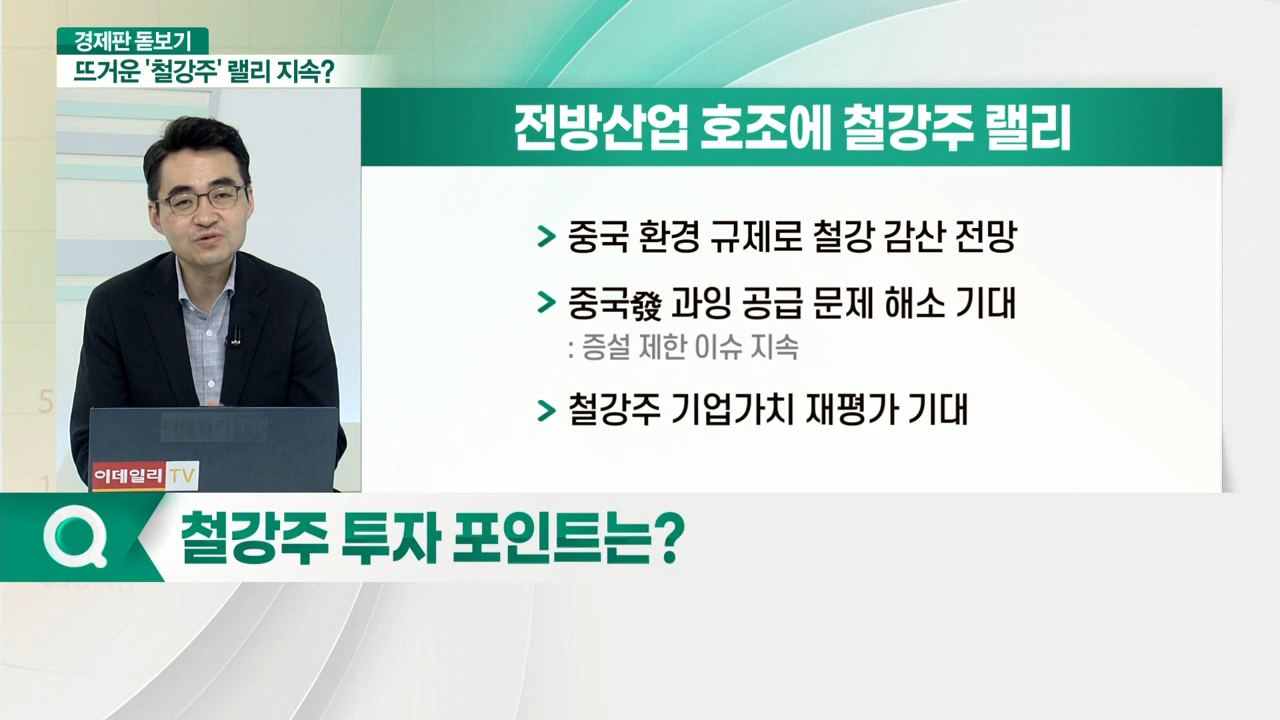 경제판 돋보기
뜨거운 '철강주' 랠리 지속?
전방산업 호조에 철강주 랠리
> 중국 환경 규제로 철강 감산 전망
> 중국發 과잉 공급 문제 해소 기대
: 증설 제한 이슈 지속
> 철강주 기업가치 재평가 기대
이데일리 TV
Q 철강주 투자 포인트는?